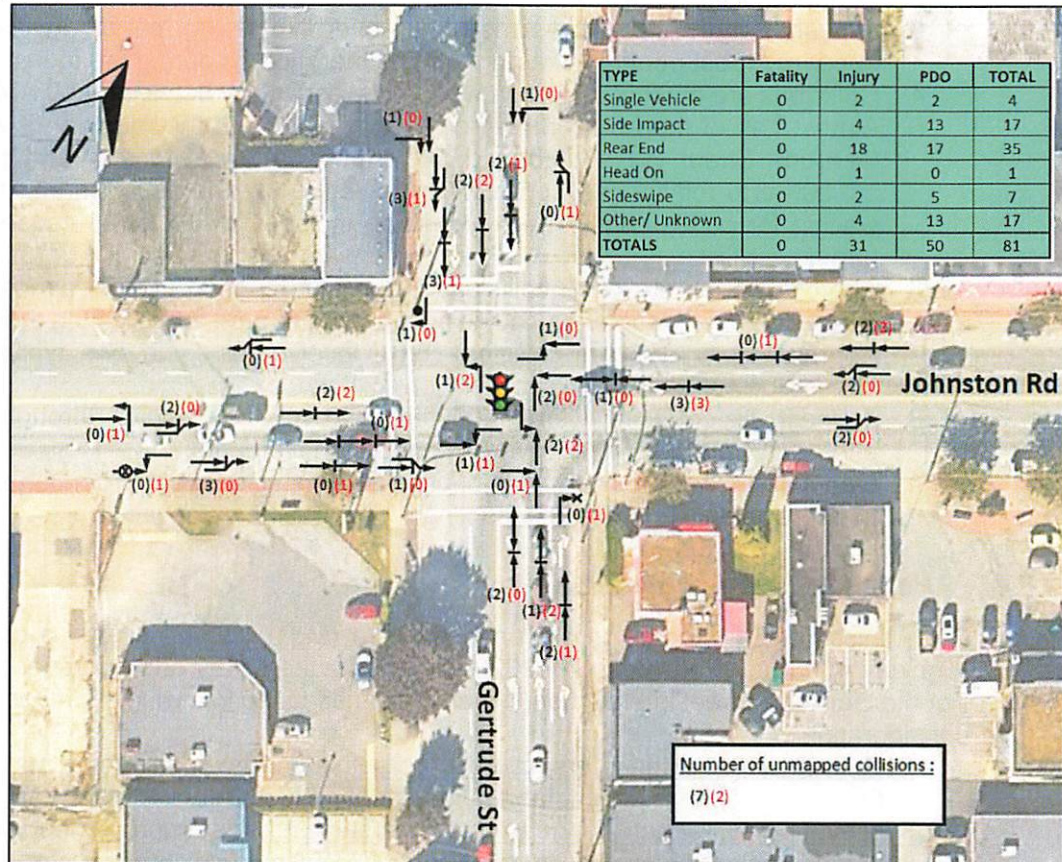 N
TYPE Fatality Injury PDO TOTAL
Single Vehicle 0 2 2 4
Side Impact 0 4 13 17
Rear End 0 18 17 35
Head On 0 1 0 1
Sideswipe 0 2 5 7
Other/ Unknown 0 4 13 17
TOTALS 0 31 50 81
(1)(0)
(1)(0)
(2)(1)
(2)(2)
(3)(1)
(0)(1)
(3)(1)
(1)(0)
(1)(0)
(0)(1)
(2)(3)
(0)(1)
(1)(2)
(2)(0)
(1)(0)
(3)(3)
(2)(0)
Johnston Rd
(2)(0)
(2)(2)
(0)(1)
(0)(1)
(2)(2)
(2)(0)
(1)(1)
(0)(1)
(3)(0)
(0)(1)
(1)(0)
(0)(1)
(0)(1)
(2)(0)
(1)(2)
(2)(1)
Gertrude St
Number of unmapped collisions :
(7)(2)